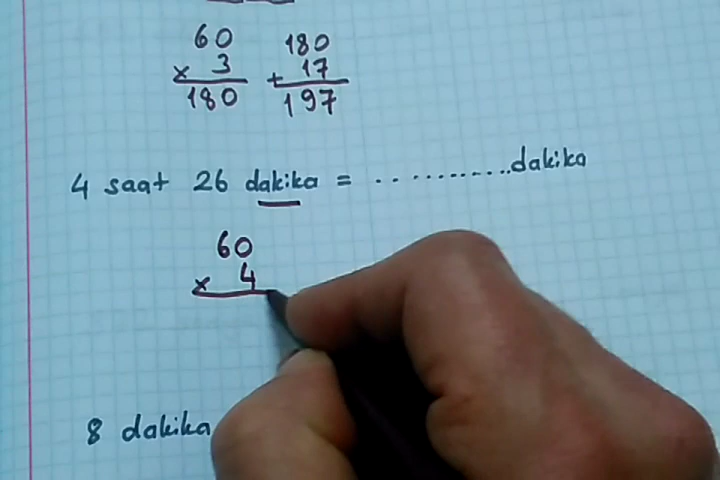 60 180
x 3 + 17
180 197
4 saat 26 dakika = ............dakika
60
x 4
8 dakika